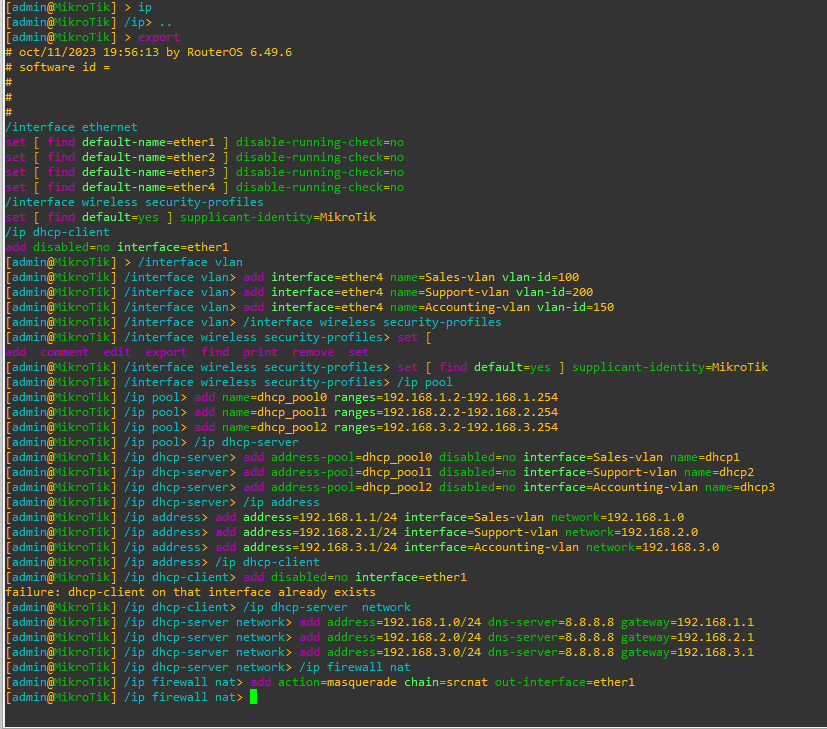 [admin@MikroTik] > ip
[admin@MikroTik] /ip> ..
[admin@MikroTik] > export
# oct/11/2023 19:56:13 by RouterOS 6.49.6
# software id =
#
#
#
/interface ethernet
set [ find default-name=ether1 ] disable-running-check=no
set [ find default-name=ether2 ] disable-running-check=no
set [ find default-name=ether3 ] disable-running-check=no
set [ find default-name=ether4 ] disable-running-check=no
/interface wireless security-profiles
set [ find default=yes ] supplicant-identity=MikroTik
/ip dhcp-client
add disabled=no interface=ether1
[admin@MikroTik] > /interface vlan
[admin@MikroTik] /interface vlan> add interface=ether4 name=Sales-vlan vlan-id=100
[admin@MikroTik] /interface vlan> add interface=ether4 name=Support-vlan vlan-id=200
[admin@MikroTik] /interface vlan> add interface=ether4 name=Accounting-vlan vlan-id=150
[admin@MikroTik] /interface vlan> /interface wireless security-profiles
[admin@MikroTik] /interface wireless security-profiles> set [
add  comment  edit  export  find  print  remove  set
[admin@MikroTik] /interface wireless security-profiles> set [ find default=yes ] supplicant-identity=MikroTik
[admin@MikroTik] /interface wireless security-profiles> /ip pool
[admin@MikroTik] /ip pool> add name=dhcp_pool0 ranges=192.168.1.2-192.168.1.254
[admin@MikroTik] /ip pool> add name=dhcp_pool1 ranges=192.168.2.2-192.168.2.254
[admin@MikroTik] /ip pool> add name=dhcp_pool2 ranges=192.168.3.2-192.168.3.254
[admin@MikroTik] /ip pool> /ip dhcp-server
[admin@MikroTik] /ip dhcp-server> add address-pool=dhcp_pool0 disabled=no interface=Sales-vlan name=dhcp1
[admin@MikroTik] /ip dhcp-server> add address-pool=dhcp_pool1 disabled=no interface=Support-vlan name=dhcp2
[admin@MikroTik] /ip dhcp-server> add address-pool=dhcp_pool2 disabled=no interface=Accounting-vlan name=dhcp3
[admin@MikroTik] /ip dhcp-server> /ip address
[admin@MikroTik] /ip address> add address=192.168.1.1/24 interface=Sales-vlan network=192.168.1.0
[admin@MikroTik] /ip address> add address=192.168.2.1/24 interface=Support-vlan network=192.168.2.0
[admin@MikroTik] /ip address> add address=192.168.3.1/24 interface=Accounting-vlan network=192.168.3.0
[admin@MikroTik] /ip address> /ip dhcp-client
[admin@MikroTik] /ip dhcp-client> add disabled=no interface=ether1
failure: dhcp-client on that interface already exists
[admin@MikroTik] /ip dhcp-client> /ip dhcp-server  network
[admin@MikroTik] /ip dhcp-server network> add address=192.168.1.0/24 dns-server=8.8.8.8 gateway=192.168.1.1
[admin@MikroTik] /ip dhcp-server network> add address=192.168.2.0/24 dns-server=8.8.8.8 gateway=192.168.2.1
[admin@MikroTik] /ip dhcp-server network> add address=192.168.3.0/24 dns-server=8.8.8.8 gateway=192.168.3.1
[admin@MikroTik] /ip dhcp-server network> /ip firewall nat
[admin@MikroTik] /ip firewall nat> add action=masquerade chain=srcnat out-interface=ether1
[admin@MikroTik] /ip firewall nat>